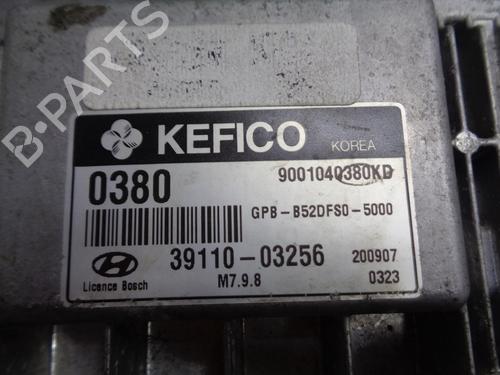 B-PARTS
KEFICO KOREA
0380 9001040380KD
GPB-B52DFS0-5000
39110-03256 200907
Licence Bosch M7.9.8 0323